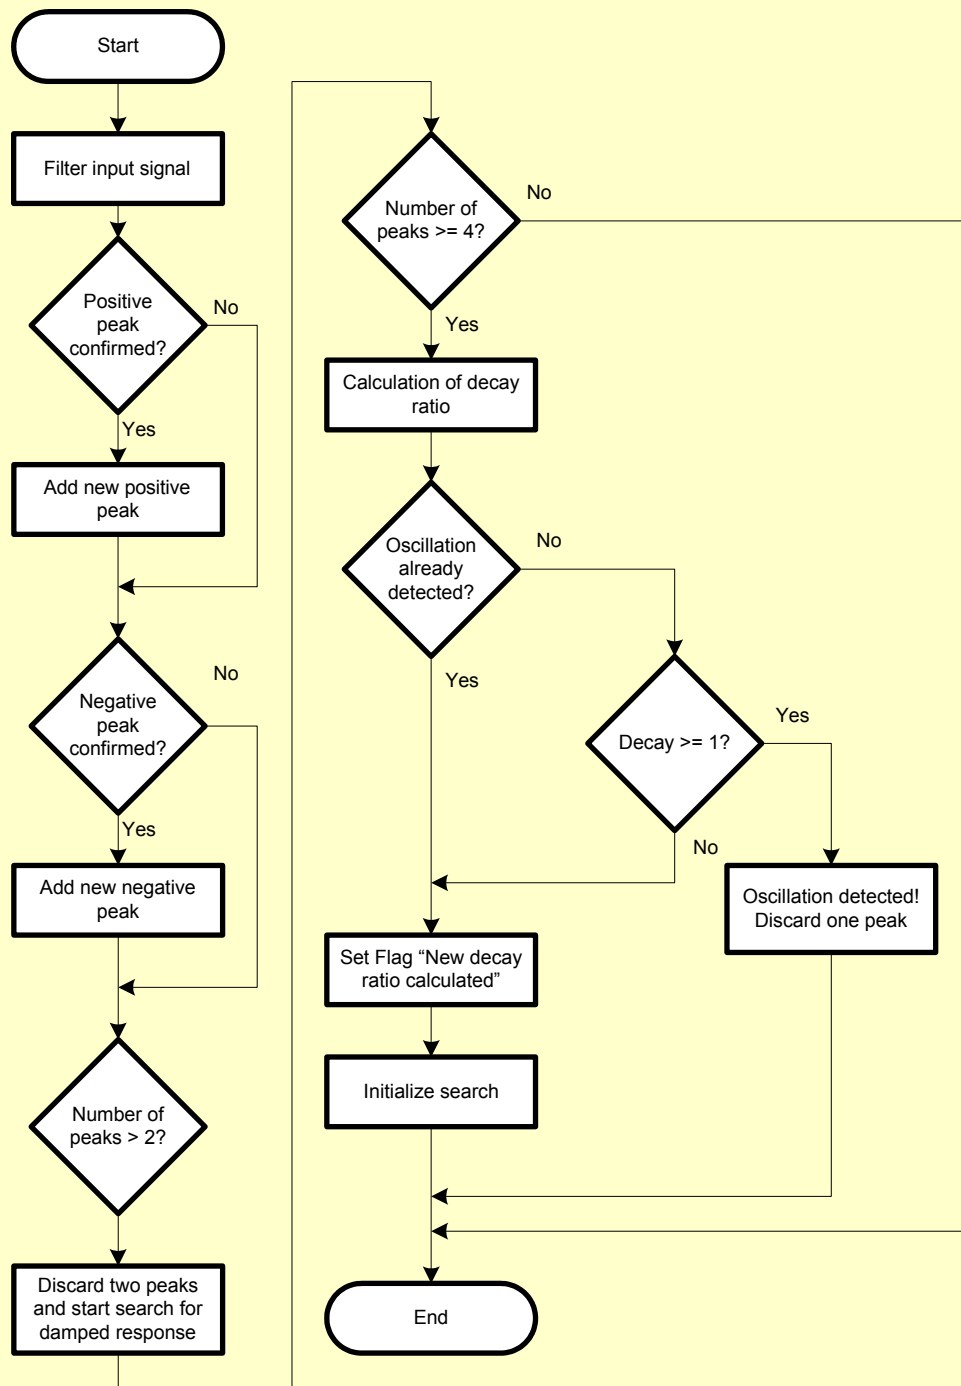 Start
Filter input signal
Positive
peak
confirmed?
No
Yes
Add new positive
peak
Negative
peak
confirmed?
No
Yes
Add new negative
peak
Number of
peaks > 2?
Discard two peaks
and start search for
damped response
Number of
peaks >= 4?
No
Yes
Calculation of decay
ratio
Oscillation
already
detected?
No
Yes
Decay >= 1?
Yes
No
Oscillation detected!
Discard one peak
Set Flag “New decay
ratio calculated”
Initialize search
End